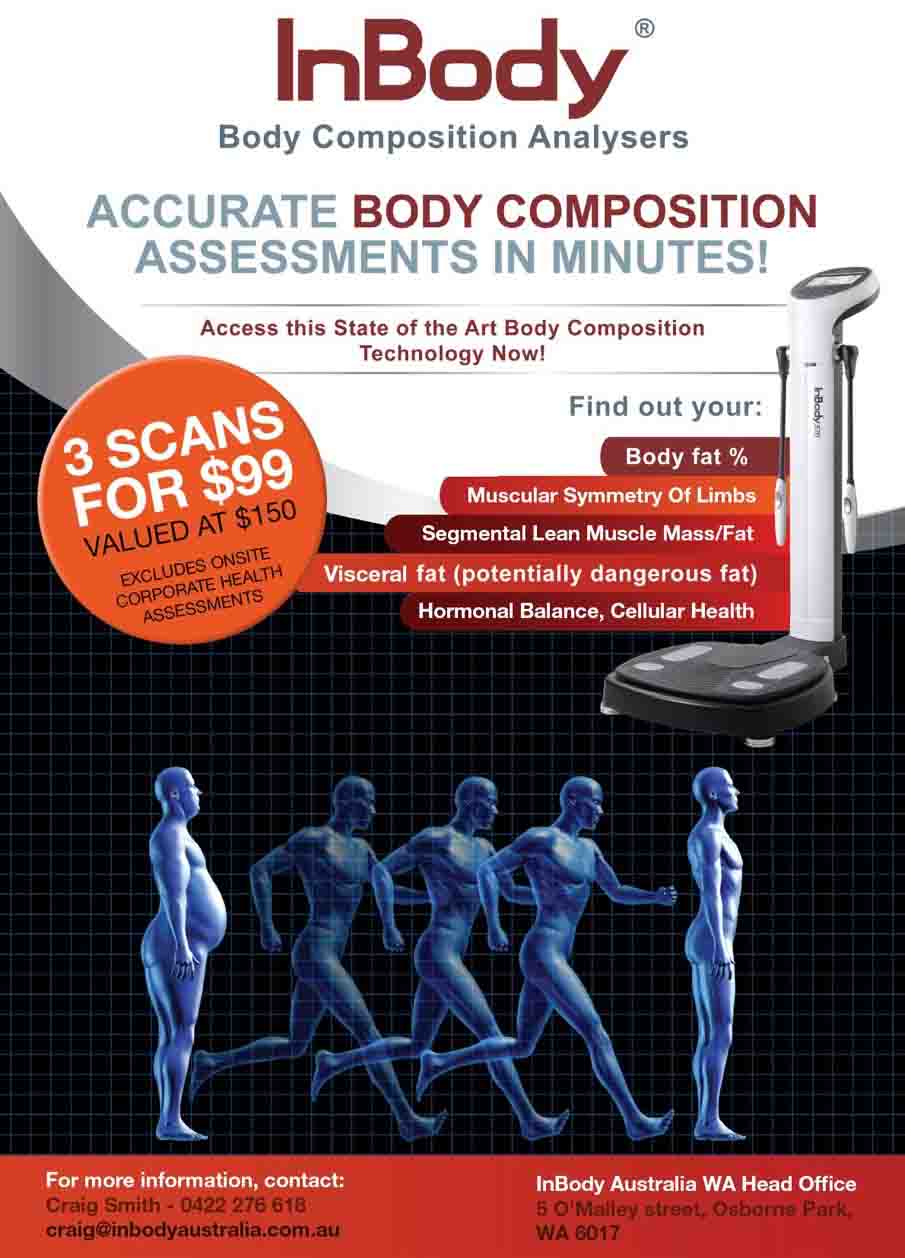 InBody®
Body Composition Analysers
ACCURATE BODY COMPOSITION
ASSESSMENTS IN MINUTES!
Access this State of the Art Body Composition
Technology Now!
3 SCANS
FOR $99
VALUED AT $150
EXCLUDES ONSITE
CORPORATE HEALTH
ASSESSMENTS
Find out your:
Body fat %
Muscular Symmetry Of Limbs
Segmental Lean Muscle Mass/Fat
Visceral fat (potentially dangerous fat)
Hormonal Balance, Cellular Health
InBody
For more information, contact:
Craig Smith - 0422 276 618
craig@inbodyaustralia.com.au
InBody Australia WA Head Office
5 O'Malley street, Osborne Park,
WA 6017